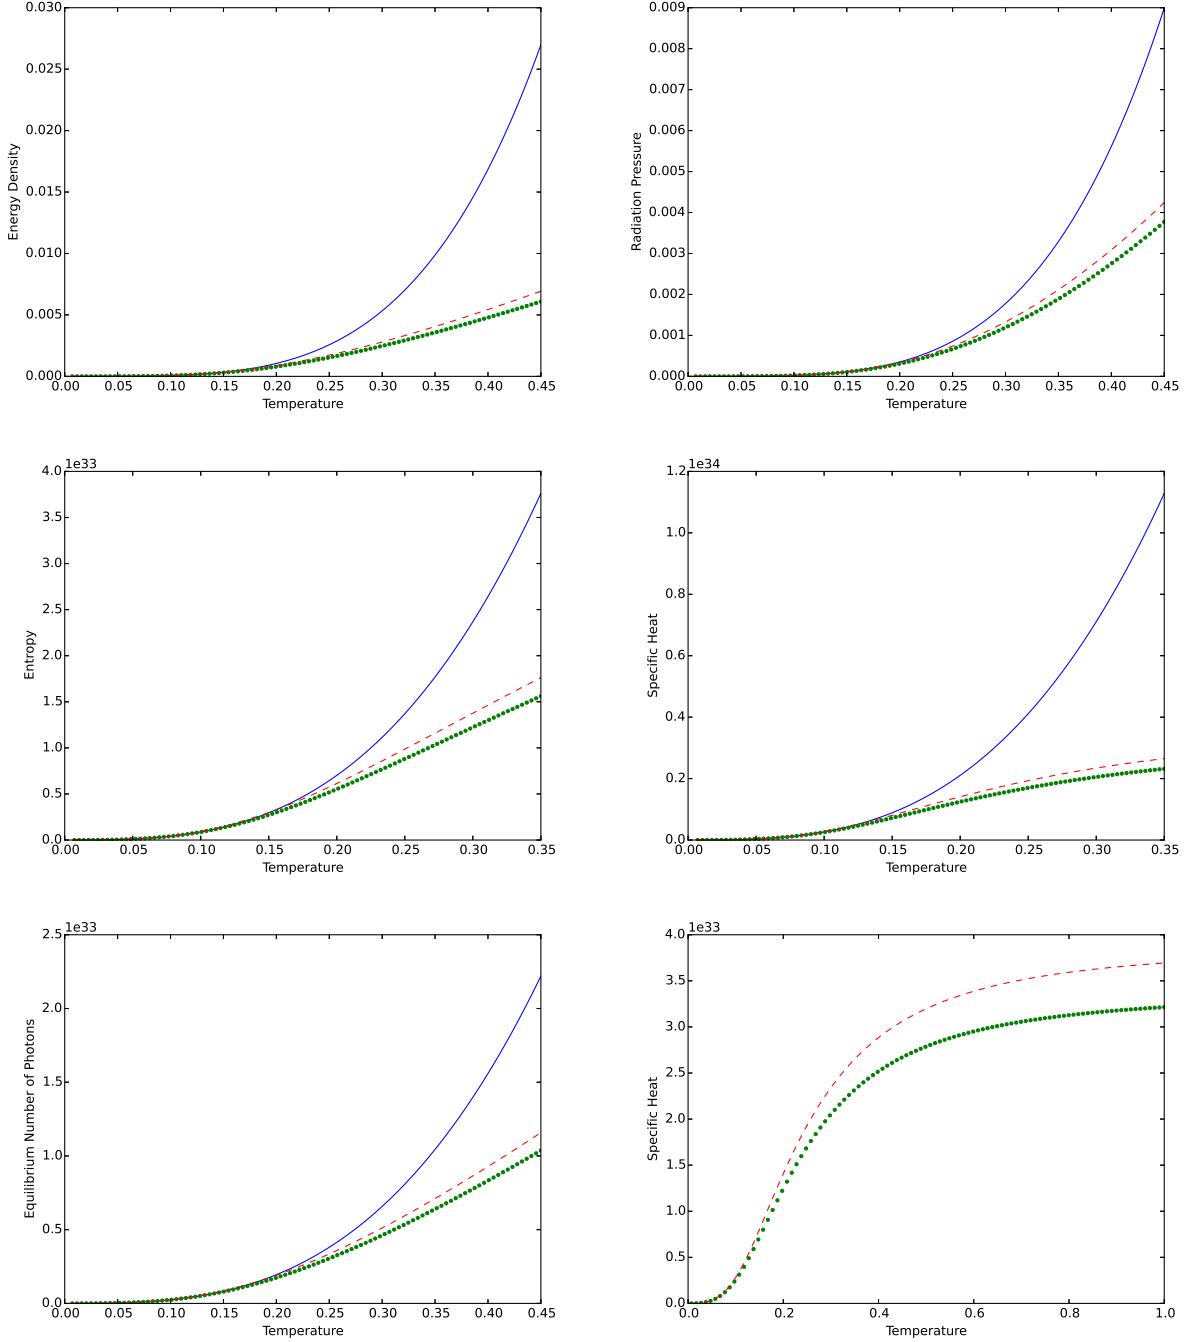 0.030
0.025
0.020
0.015
0.010
0.005
0.000
Energy Density
0.00 0.05 0.10 0.15 0.20 0.25 0.30 0.35 0.40 0.45
Temperature
0.009
0.008
0.007
0.006
0.005
0.004
0.003
0.002
0.001
0.000
Radiation Pressure
0.00 0.05 0.10 0.15 0.20 0.25 0.30 0.35 0.40 0.45
Temperature
1e33
4.0
3.5
3.0
2.5
2.0
1.5
1.0
0.5
0.0
Entropy
0.00 0.05 0.10 0.15 0.20 0.25 0.30 0.35
Temperature
1e34
1.2
1.0
0.8
0.6
0.4
0.2
0.0
Specific Heat
0.00 0.05 0.10 0.15 0.20 0.25 0.30 0.35
Temperature
1e33
2.5
2.0
1.5
1.0
0.5
0.0
Equilibrium Number of Photons
0.00 0.05 0.10 0.15 0.20 0.25 0.30 0.35 0.40 0.45
Temperature
1e33
4.0
3.5
3.0
2.5
2.0
1.5
1.0
0.5
0.0
Specific Heat
0.0 0.2 0.4 0.6 0.8 1.0
Temperature